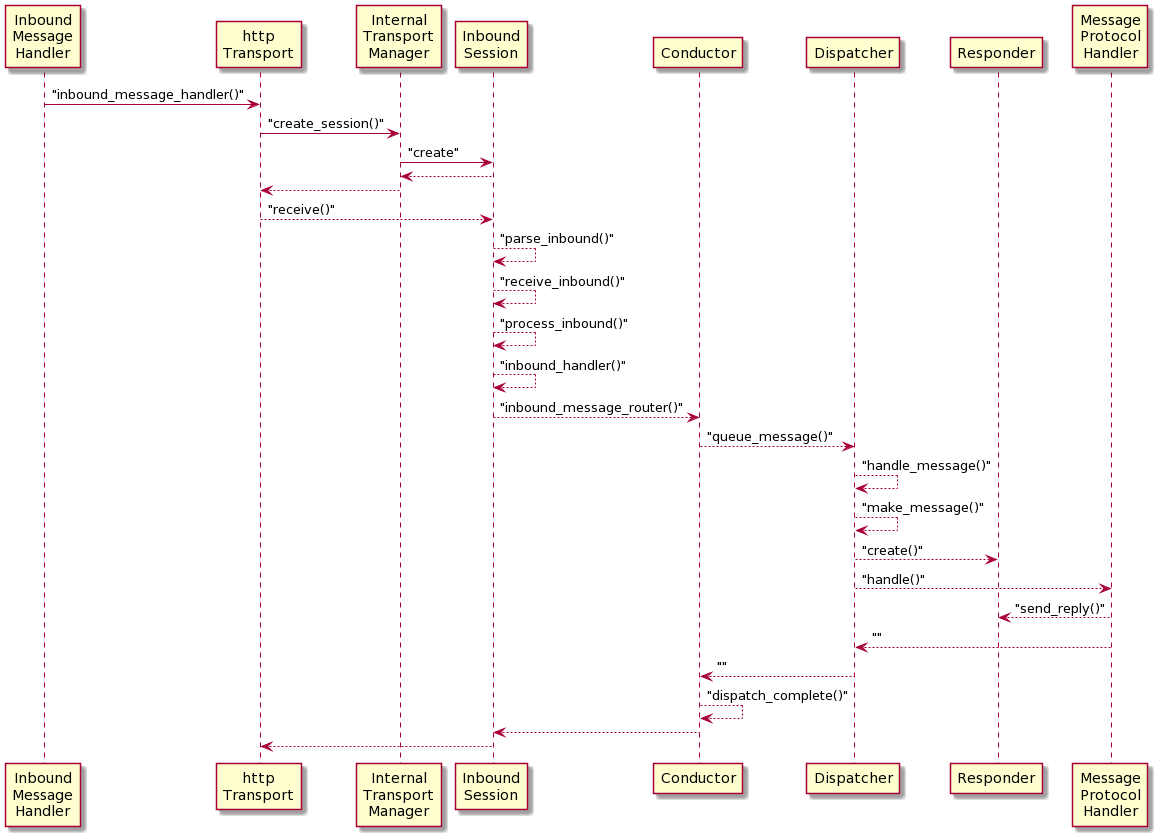 Inbound
Message
Handler
http
Transport
Internal
Transport
Manager
Inbound
Session
Conductor
Dispatcher
Responder
Message
Protocol
Handler
"inbound_message_handler()"
"create_session()"
"create"
"receive()"
"parse_inbound()"
"receive_inbound()"
"process_inbound()"
"inbound_handler()"
"inbound_message_router()"
"queue_message()"
"handle_message()"
"make_message()"
"create()"
"handle()"
"send_reply()"
""
""
"dispatch_complete()"
Inbound
Message
Handler
http
Transport
Internal
Transport
Manager
Inbound
Session
Conductor
Dispatcher
Responder
Message
Protocol
Handler